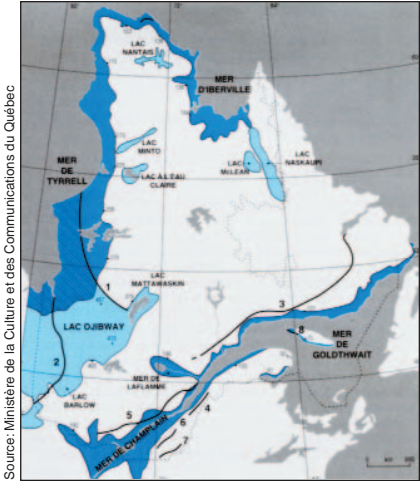 Source: Ministère de la Culture et des Communications du Québec
LAC
NANTAIS
MER
D'IBERVILLE
LAC
MINTO
MER
DE
TYRRELL
LAC À L'EAU
CLAIRE
LAC
McLEAN
LAC
NASKAUPI
1
LAC
MATTAWASKIN
3
LAC OJIBWAY
2
8
MER
DE
GOLDTHWAIT
MER DE
LAFLAMME
LAC
BARLOW
5
4
6
7
MER DE CHAMPLAIN